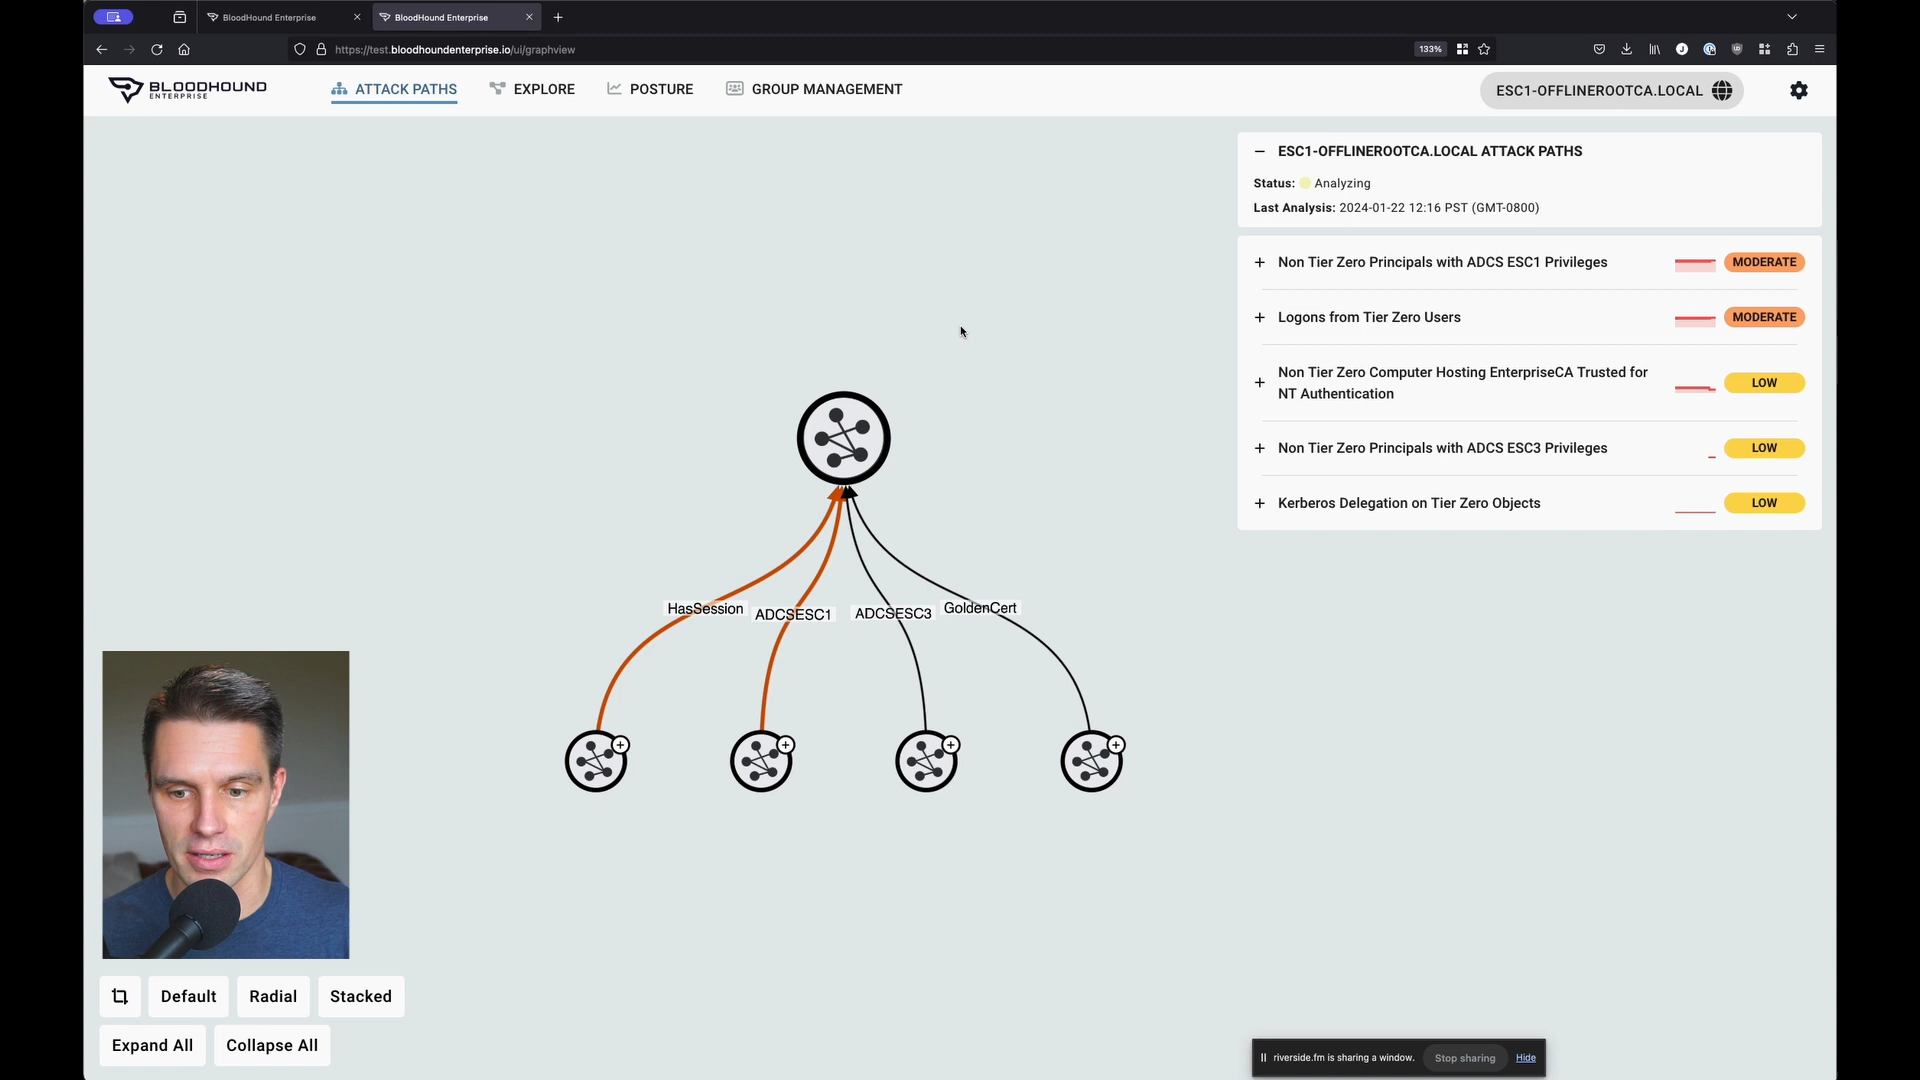 BloodHound Enterprise
BloodHound Enterprise
https://test.bloodhoundenterprise.io/ui/graphview
133%
BLOODHOUND
ENTERPRISE
ATTACK PATHS
EXPLORE
POSTURE
GROUP MANAGEMENT
ESC1-OFFLINEROOTCA.LOCAL
ESC1-OFFLINEROOTCA.LOCAL ATTACK PATHS
Status: Analyzing
Last Analysis: 2024-01-22 12:16 PST (GMT-0800)
Non Tier Zero Principals with ADCS ESC1 Privileges
MODERATE
Logons from Tier Zero Users
MODERATE
Non Tier Zero Computer Hosting EnterpriseCA Trusted for
NT Authentication
LOW
Non Tier Zero Principals with ADCS ESC3 Privileges
LOW
Kerberos Delegation on Tier Zero Objects
LOW
HasSession
ADCSESC1
ADCSESC3
GoldenCert
Default
Radial
Stacked
Expand All
Collapse All
riverside.fm is sharing a window.
Stop sharing
Hide